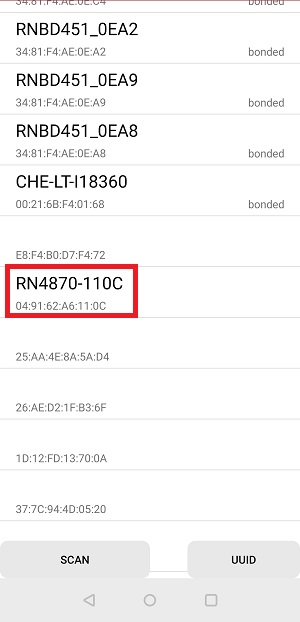 34:81:F4:AE:0E:C4 bonded
RNBD451_0EA2
34:81:F4:AE:0E:A2 bonded
RNBD451_0EA9
34:81:F4:AE:0E:A9 bonded
RNBD451_0EA8
34:81:F4:AE:0E:A8 bonded
CHE-LT-I18360
00:21:6B:F4:01:68 bonded
E8:F4:B0:D7:F4:72
RN4870-110C
04:91:62:A6:11:0C
25:AA:4E:8A:5A:D4
26:AE:D2:1F:B3:6F
1D:12:FD:13:70:0A
37:7C:94:4D:05:20
SCAN UUID